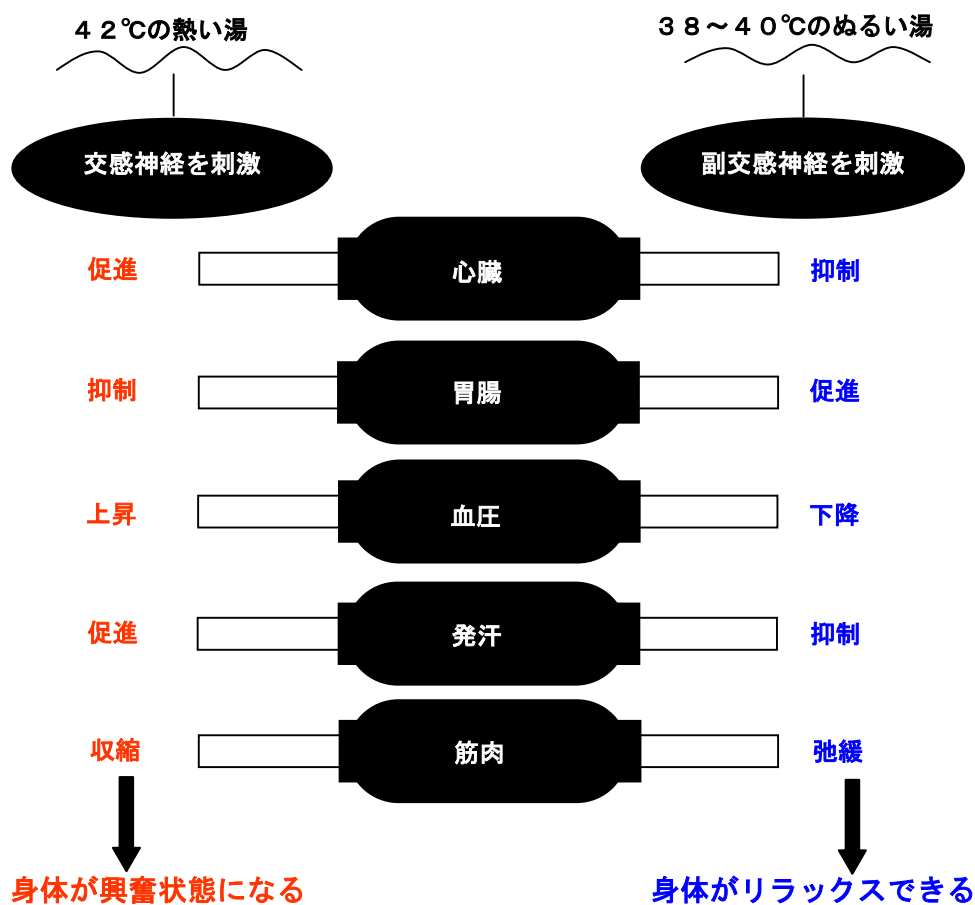 ４２℃の熱い湯
３８～４０℃のぬるい湯
交感神経を刺激
副交感神経を刺激
促進
心臓
抑制
抑制
胃腸
促進
上昇
血圧
下降
促進
発汗
抑制
収縮
筋肉
弛緩
身体が興奮状態になる
身体がリラックスできる